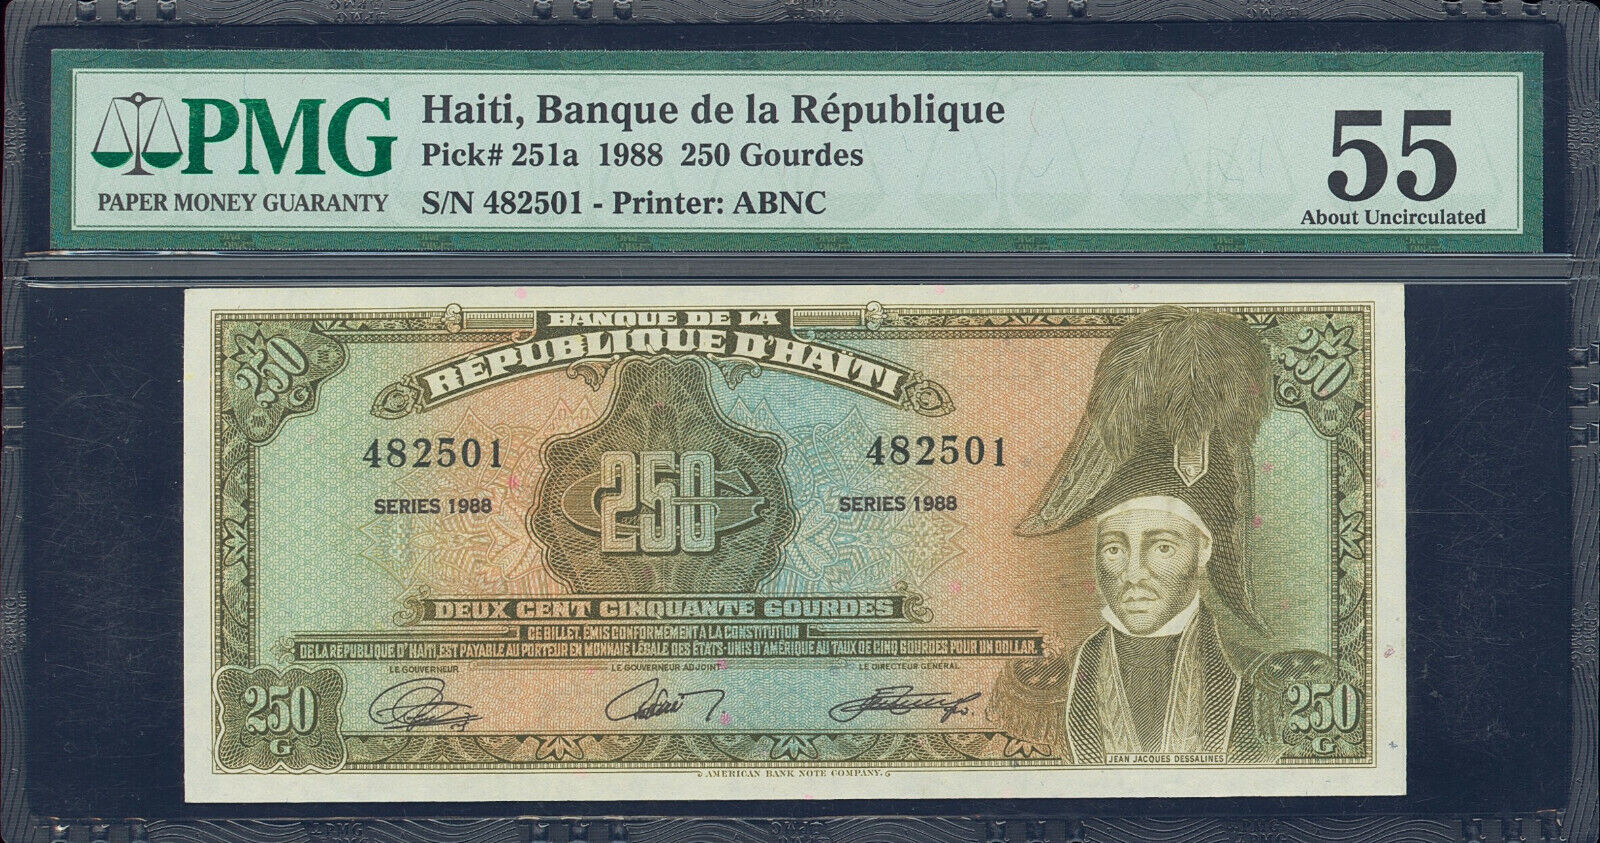 PMG
PAPER MONEY GUARANTY
Haiti, Banque de la République
Pick# 251a 1988 250 Gourdes
S/N 482501 - Printer: ABNC
55
About Uncirculated
BANQUE DE LA
RÉPUBLIQUE D'HAÏTI
250
G
250
G
482501
482501
SERIES 1988
250
SERIES 1988
DEUX CENT CINQUANTE GOURDES
CE BILLET, ÉMIS CONFORMÉMENT À LA CONSTITUTION
DE LA RÉPUBLIQUE D'HAÏTI, EST PAYABLE AU PORTEUR EN MONNAIE LÉGALE DES ÉTATS-UNIS D'AMÉRIQUE AU TAUX DE CINQ GOURDES POUR UN DOLLAR.
LE GOUVERNEUR
LE GOUVERNEUR ADJOINT
LE DIRECTEUR GENERAL
250
G
250
G
JEAN JACQUES DESSALINES
AMERICAN BANK NOTE COMPANY.